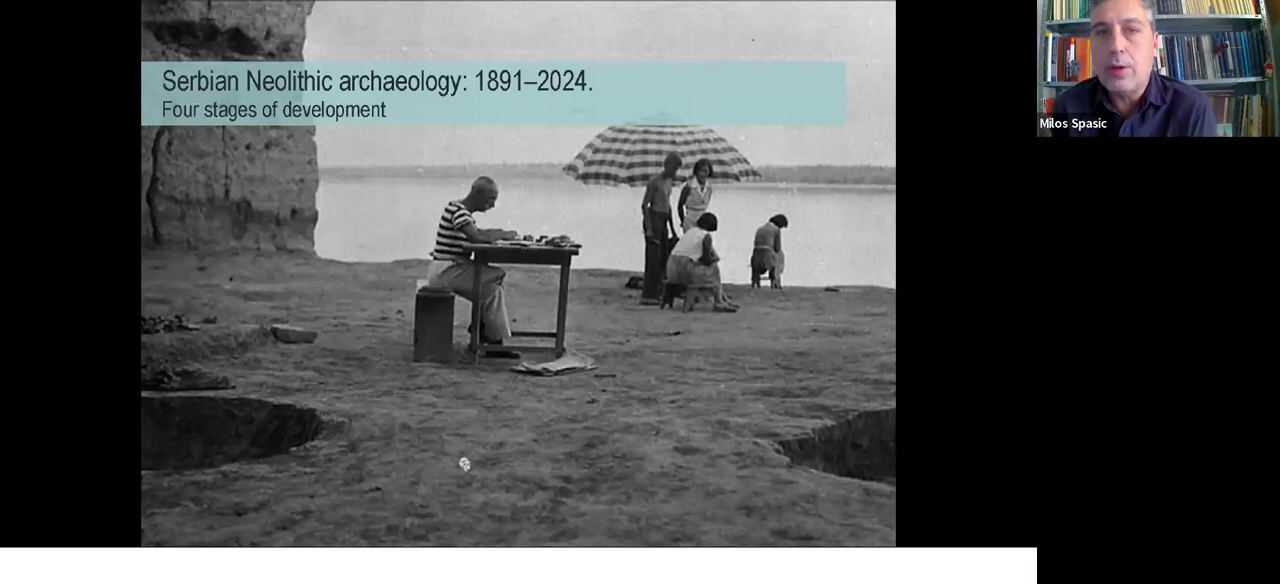 Serbian Neolithic archaeology: 1891–2024.
Four stages of development
Milos Spasic